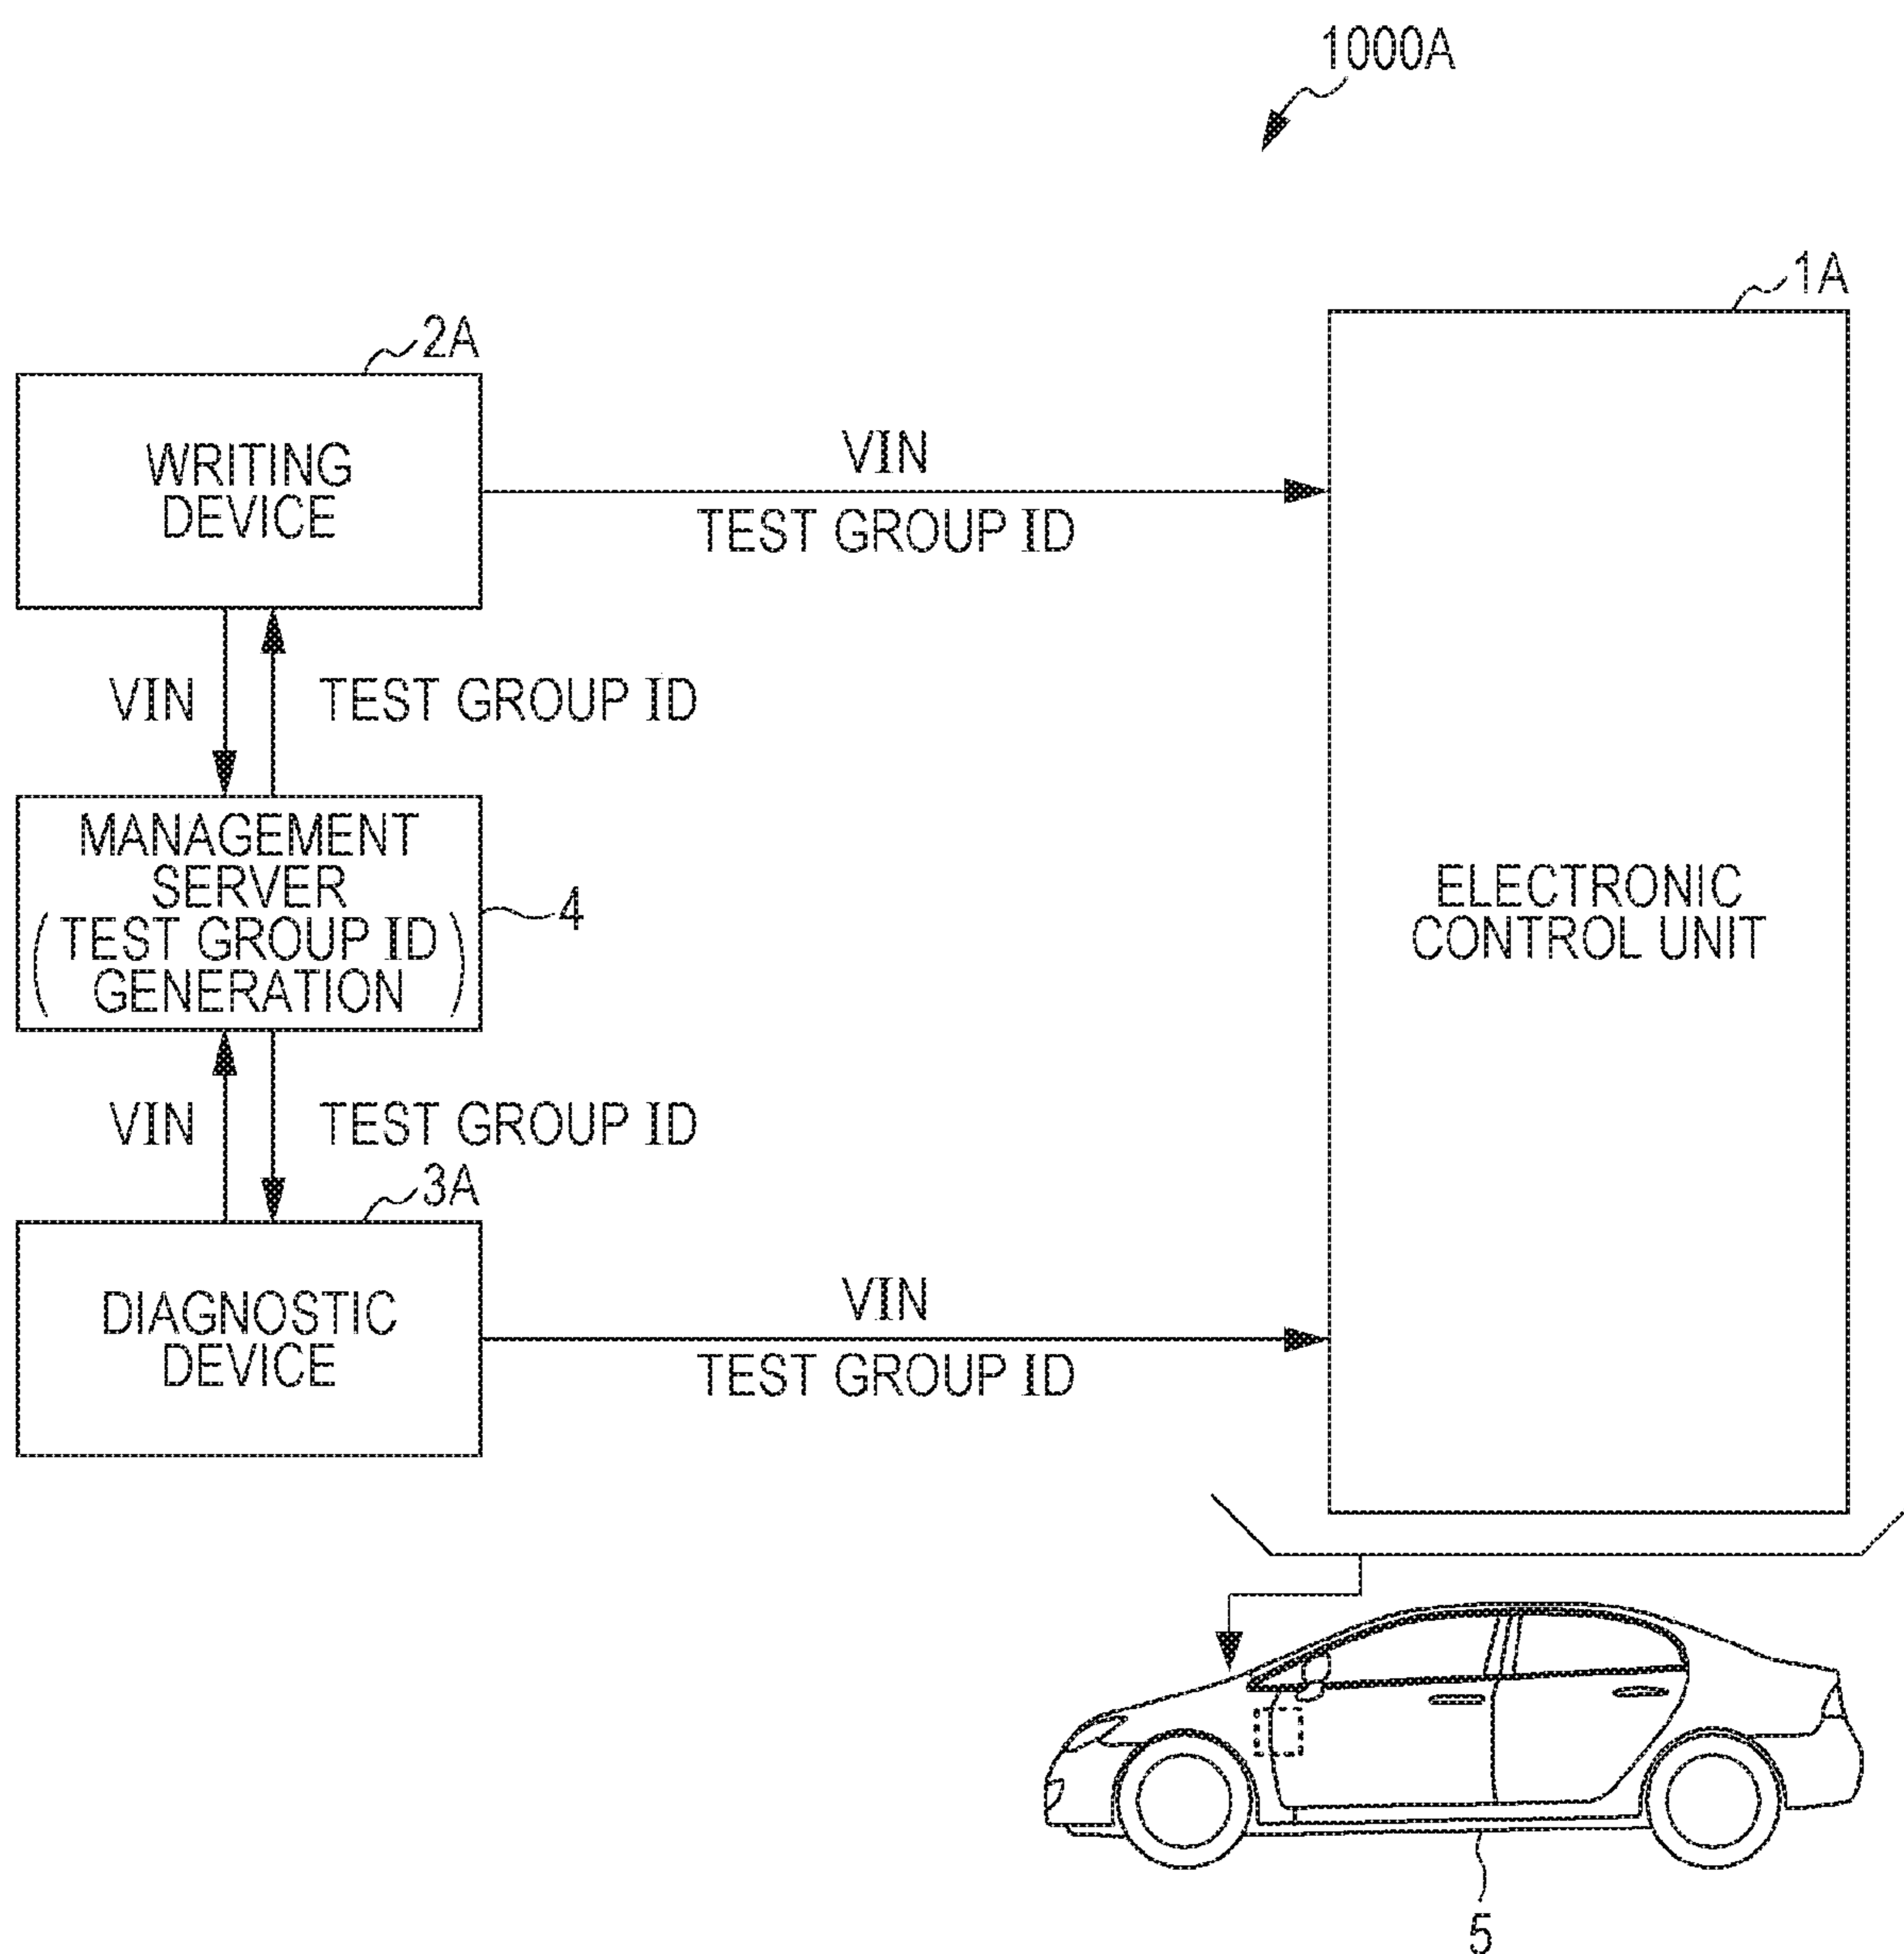 1000A
1A
2A
WRITING
DEVICE
VIN
TEST GROUP ID
VIN
TEST GROUP ID
MANAGEMENT
SERVER
(TEST GROUP ID
GENERATION)
4
ELECTRONIC
CONTROL UNIT
VIN
TEST GROUP ID
3A
DIAGNOSTIC
DEVICE
VIN
TEST GROUP ID
5